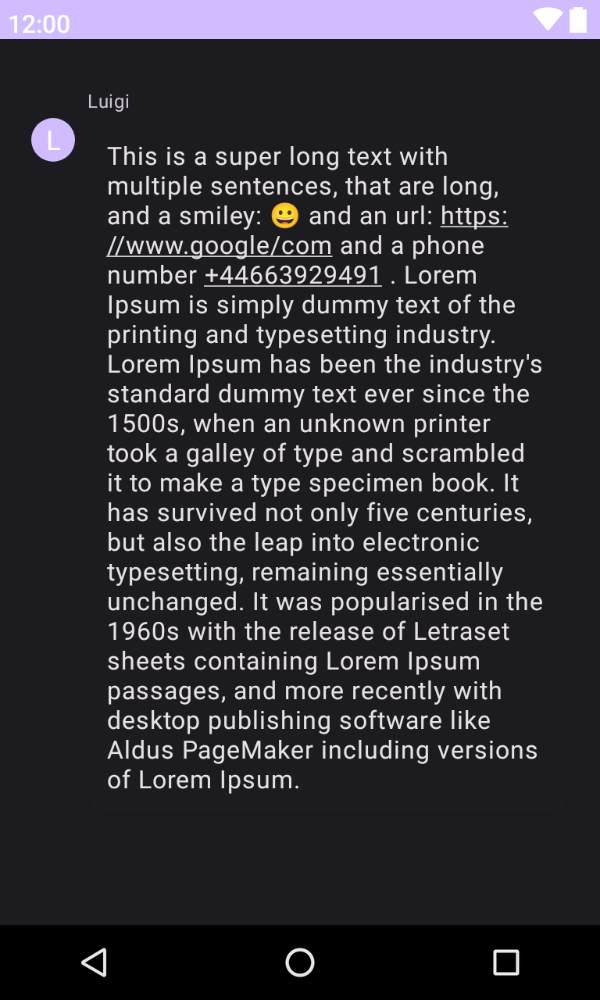 12:00
Luigi
L
This is a super long text with
multiple sentences, that are long,
and a smiley: 😀 and an url: https:
//www.google/com and a phone
number +44663929491 . Lorem
Ipsum is simply dummy text of the
printing and typesetting industry.
Lorem Ipsum has been the industry's
standard dummy text ever since the
1500s, when an unknown printer
took a galley of type and scrambled
it to make a type specimen book. It
has survived not only five centuries,
but also the leap into electronic
typesetting, remaining essentially
unchanged. It was popularised in the
1960s with the release of Letraset
sheets containing Lorem Ipsum
passages, and more recently with
desktop publishing software like
Aldus PageMaker including versions
of Lorem Ipsum.